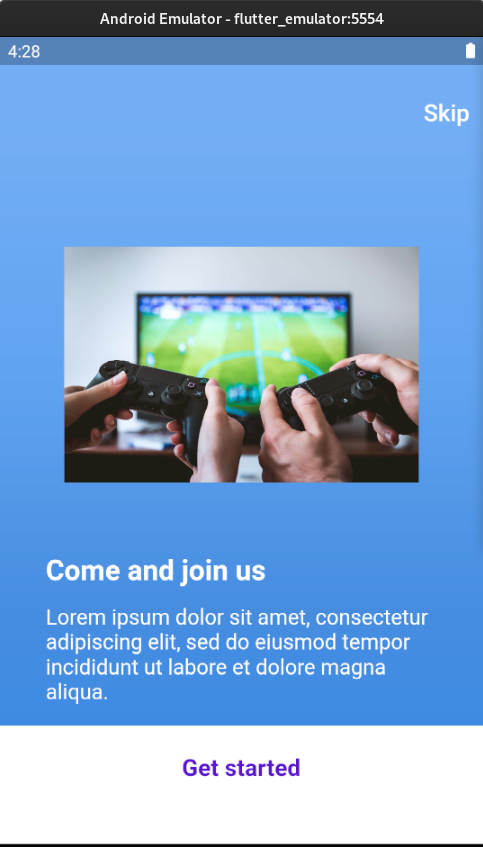 Android Emulator - flutter_emulator:5554
4:28
Skip
Come and join us
Lorem ipsum dolor sit amet, consectetur
adipiscing elit, sed do eiusmod tempor
incididunt ut labore et dolore magna
aliqua.
Get started